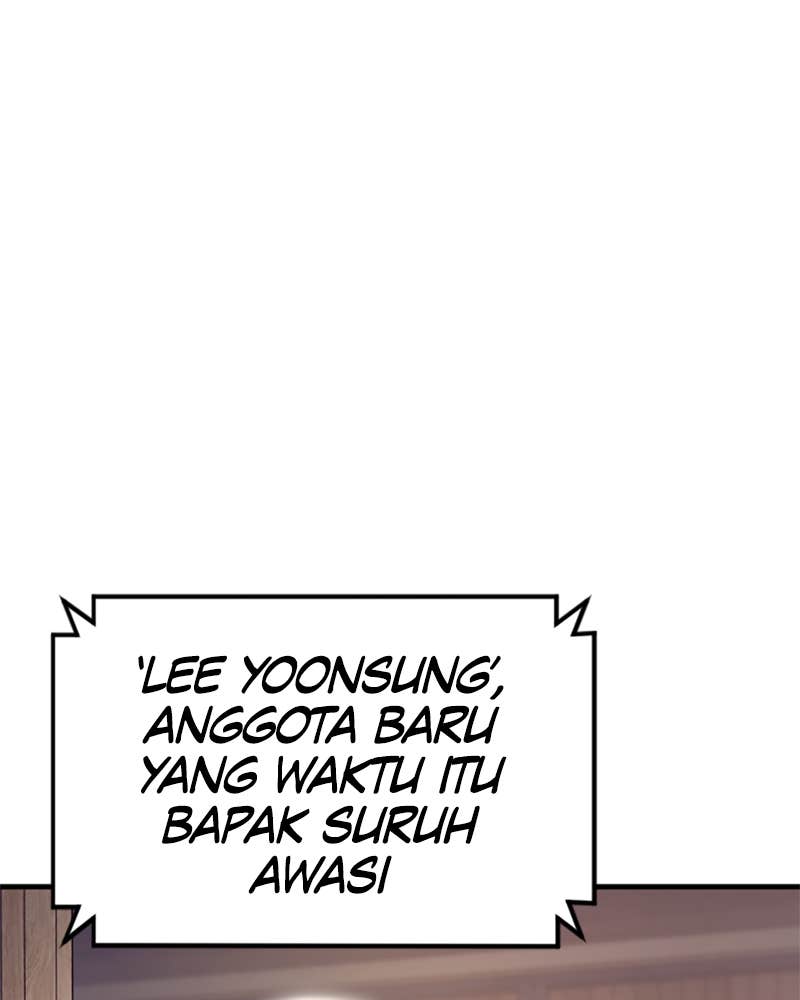 'LEE YOONSUNG',
ANGGOTA BARU
YANG WAKTU ITU
BAPAK SURUH
AWASI